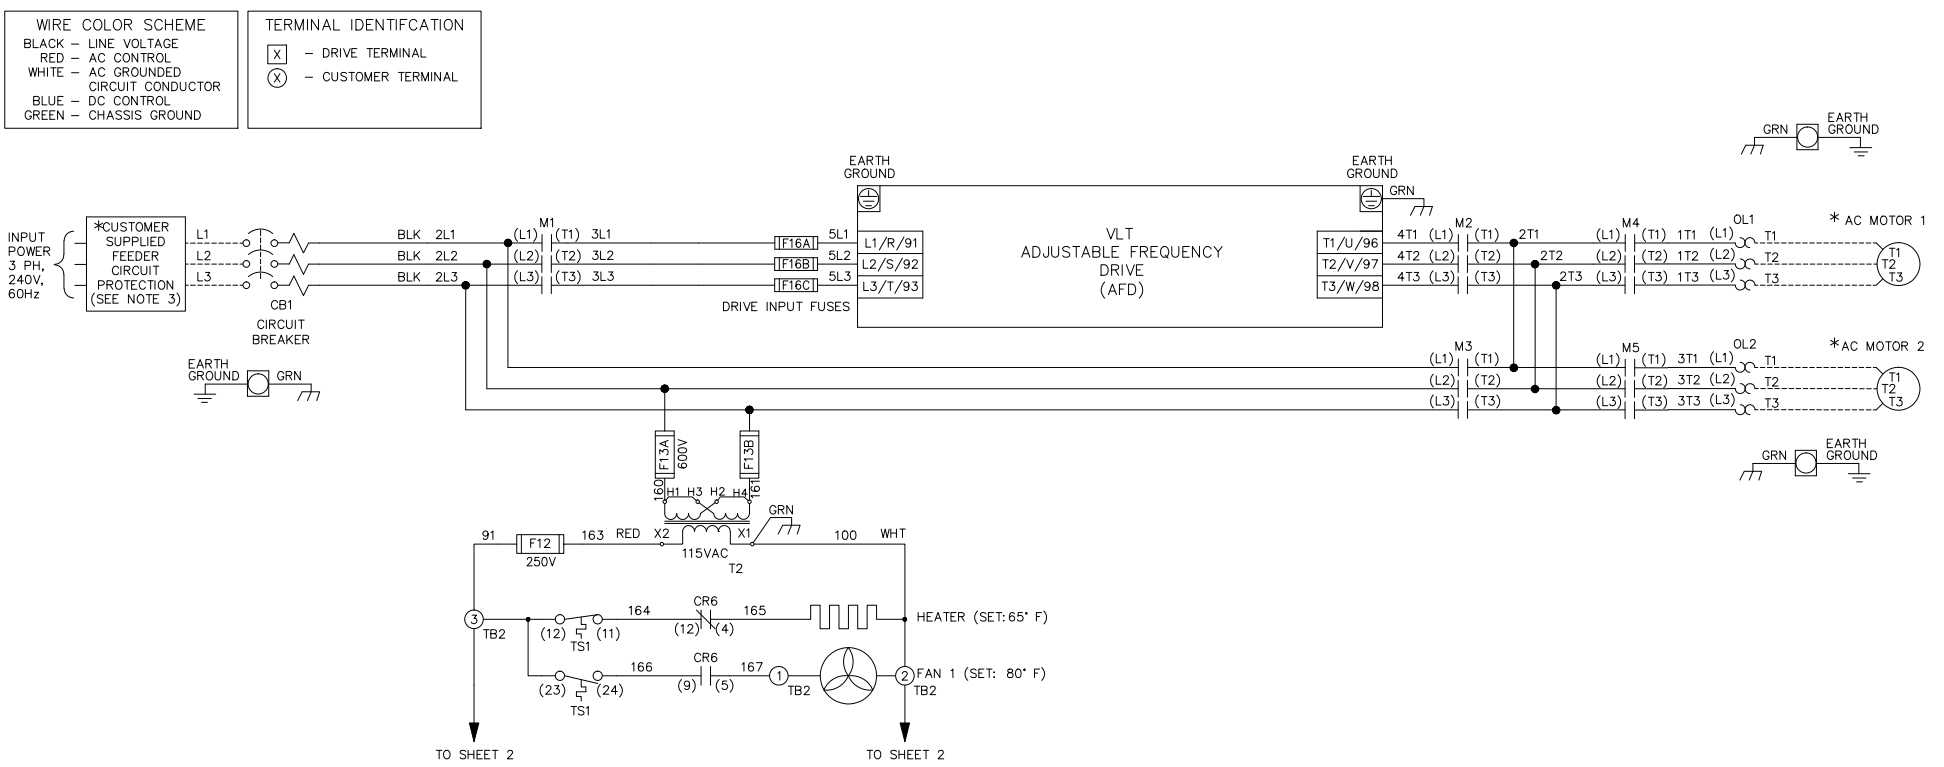 WIRE COLOR SCHEME
BLACK – LINE VOLTAGE
RED – AC CONTROL
WHITE – AC GROUNDED
CIRCUIT CONDUCTOR
BLUE – DC CONTROL
GREEN – CHASSIS GROUND
TERMINAL IDENTIFCATION
X – DRIVE TERMINAL
X – CUSTOMER TERMINAL
GRN
EARTH
GROUND
EARTH
GROUND
EARTH
GROUND
GRN
INPUT
POWER
3 PH,
240V,
60Hz
*CUSTOMER
SUPPLIED
FEEDER
CIRCUIT
PROTECTION
(SEE NOTE 3)
L1
L2
L3
CB1
CIRCUIT
BREAKER
BLK 2L1
BLK 2L2
BLK 2L3
M1
(L1) (T1) 3L1
(L2) (T2) 3L2
(L3) (T3) 3L3
F16A 5L1
F16B 5L2
F16C 5L3
DRIVE INPUT FUSES
L1/R/91
L2/S/92
L3/T/93
VLT
ADJUSTABLE FREQUENCY
DRIVE
(AFD)
T1/U/96
T2/V/97
T3/W/98
M2
4T1 (L1) (T1) 2T1
4T2 (L2) (T2) 2T2
4T3 (L3) (T3) 2T3
M4
(L1) (T1) 1T1 (L1)
(L2) (T2) 1T2 (L2)
(L3) (T3) 1T3 (L3)
OL1
T1
T2
T3
* AC MOTOR 1
T1
T2
T3
EARTH
GROUND
GRN
M3
(L1) (T1)
(L2) (T2)
(L3) (T3)
M5
(L1) (T1) 3T1 (L1)
(L2) (T2) 3T2 (L2)
(L3) (T3) 3T3 (L3)
OL2
T1
T2
T3
* AC MOTOR 2
T1
T2
T3
GRN
EARTH
GROUND
F13A
600V
F13B
160
H1 H3 H2 H4
161
GRN
91
F12
250V
163 RED X2
X1
115VAC
T2
100 WHT
3
TB2
(12) (11)
TS1
164
CR6
(12) (4)
165
HEATER (SET:65° F)
(23) (24)
TS1
166
CR6
(9) (5)
167
1
TB2
2
TB2
FAN 1 (SET: 80° F)
TO SHEET 2
TO SHEET 2